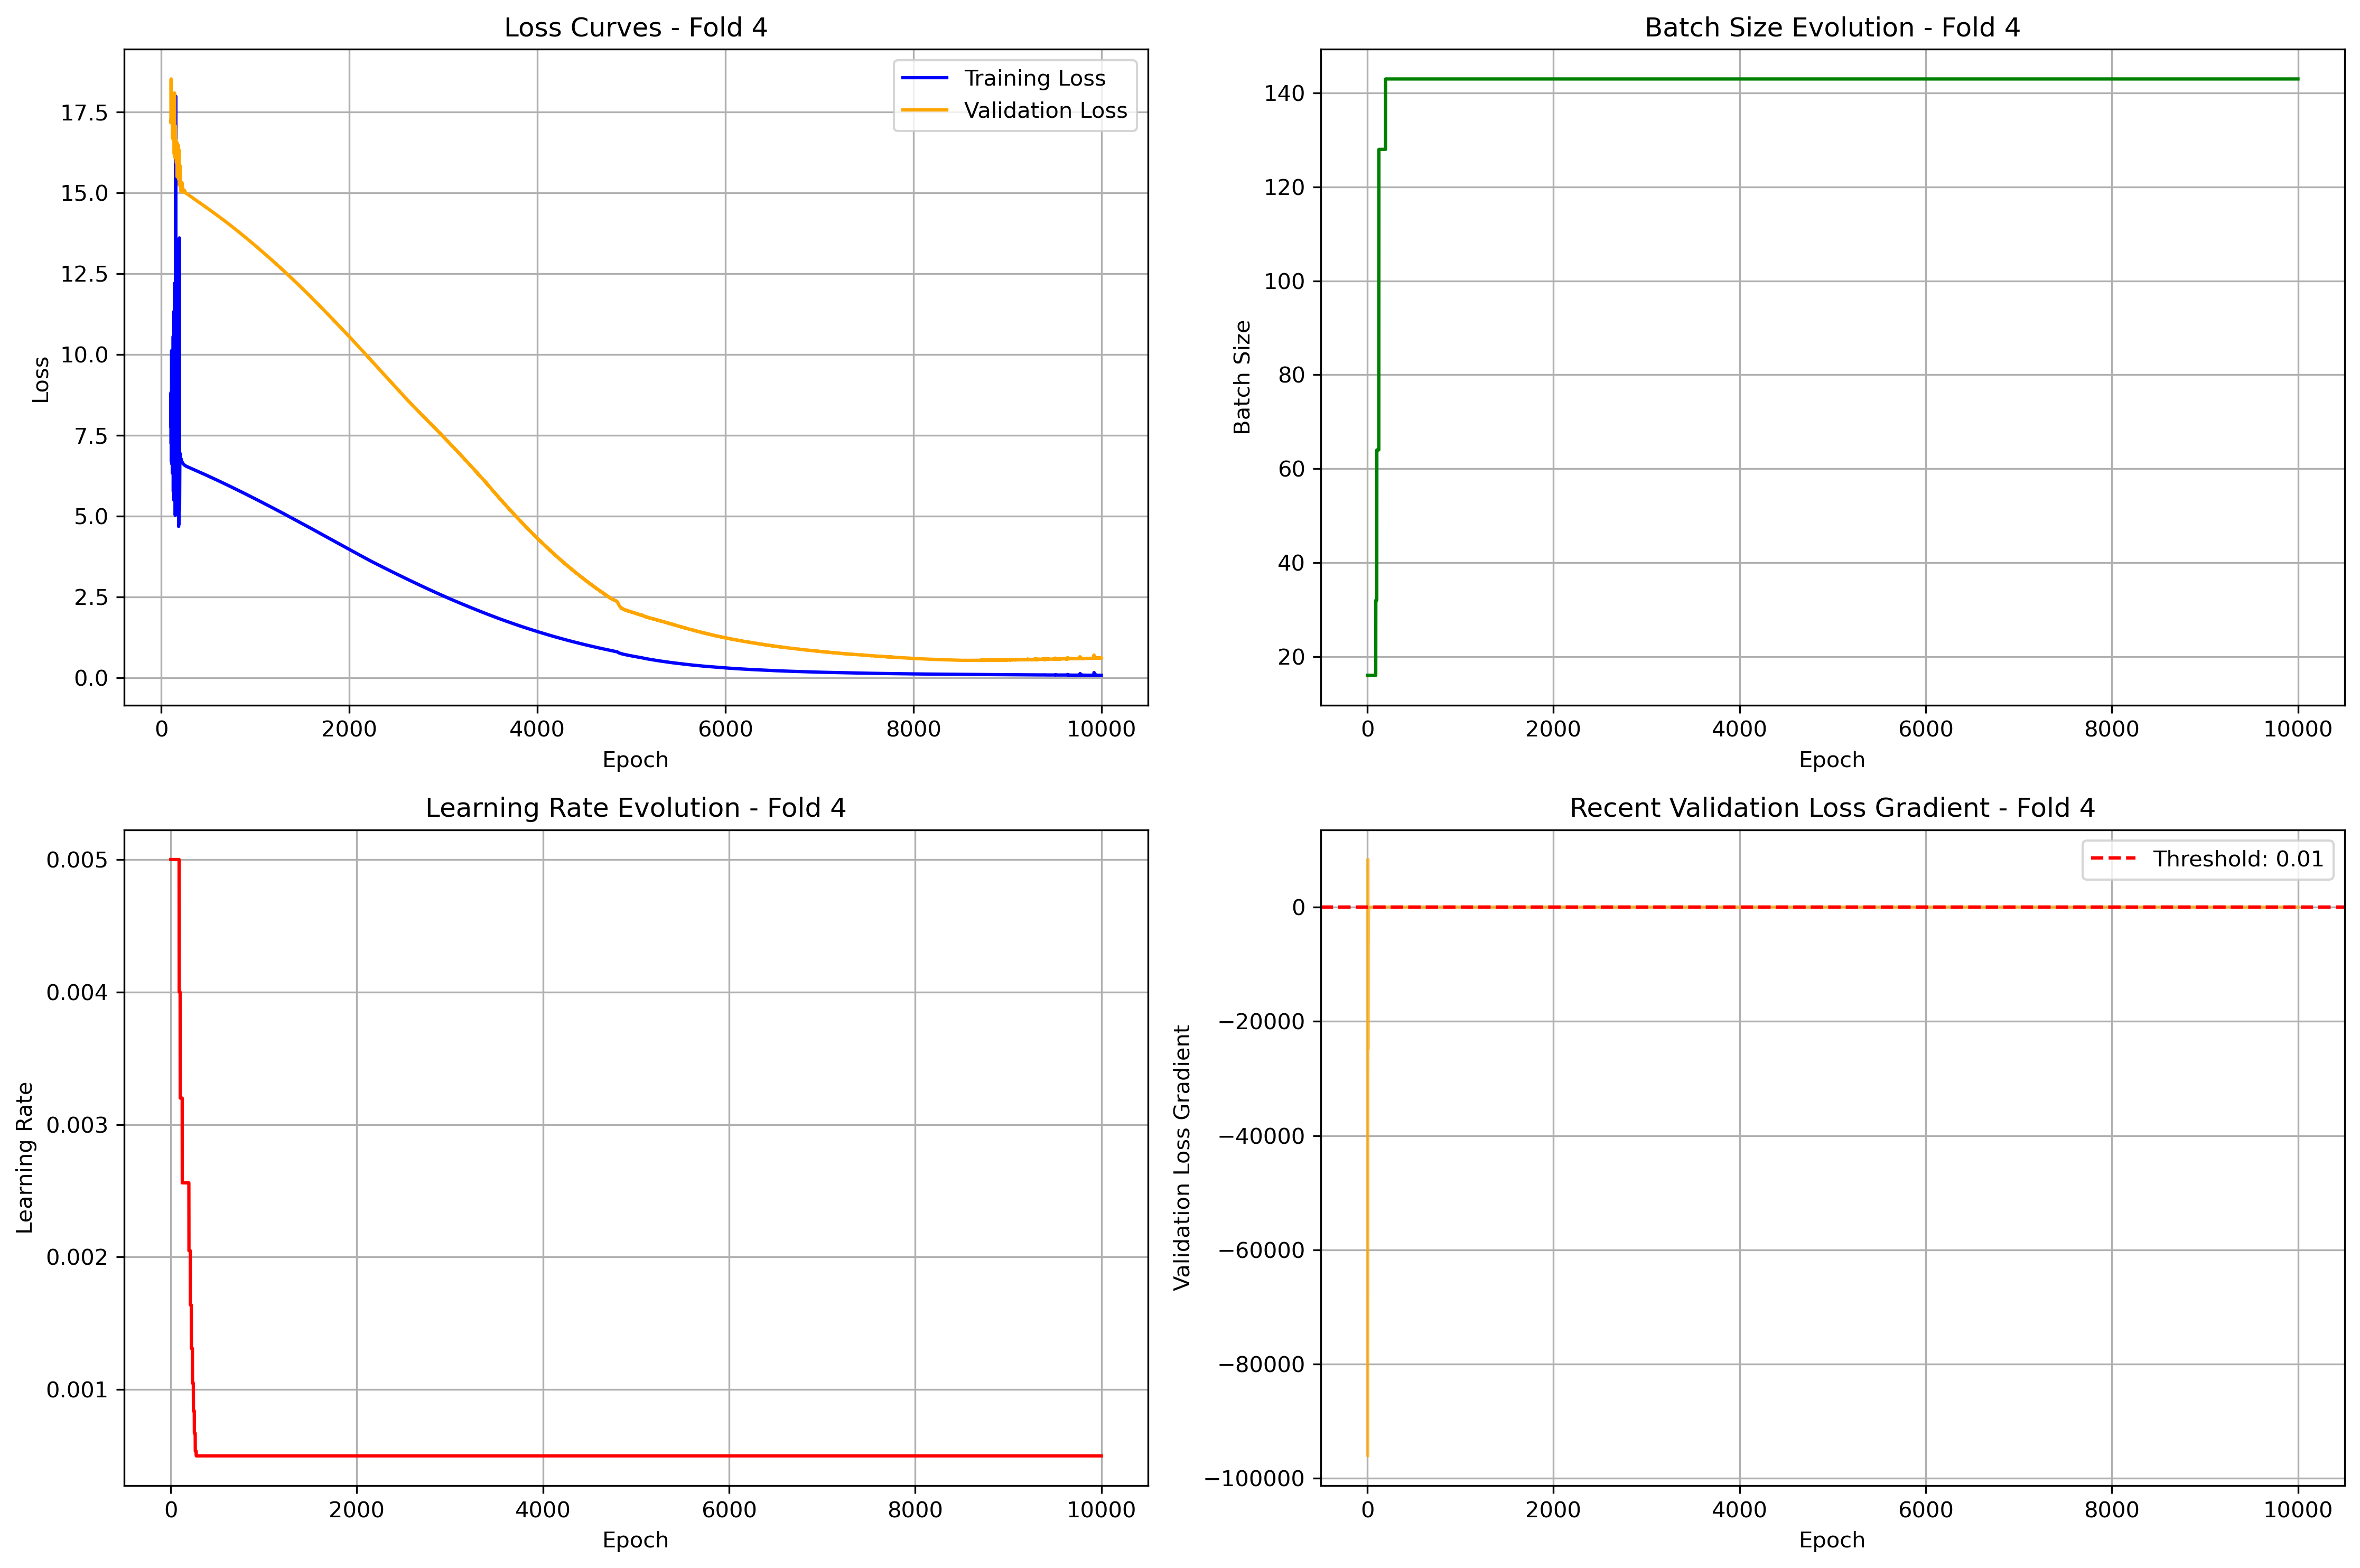 Loss Curves - Fold 4
Training Loss
Validation Loss
17.5
15.0
12.5
10.0
7.5
5.0
2.5
0.0
Loss
0 2000 4000 6000 8000 10000
Epoch
Batch Size Evolution - Fold 4
140
120
100
80
60
40
20
Batch Size
0 2000 4000 6000 8000 10000
Epoch
Learning Rate Evolution - Fold 4
0.005
0.004
0.003
0.002
0.001
Learning Rate
0 2000 4000 6000 8000 10000
Epoch
Recent Validation Loss Gradient - Fold 4
Threshold: 0.01
0
−20000
−40000
−60000
−80000
−100000
Validation Loss Gradient
0 2000 4000 6000 8000 10000
Epoch